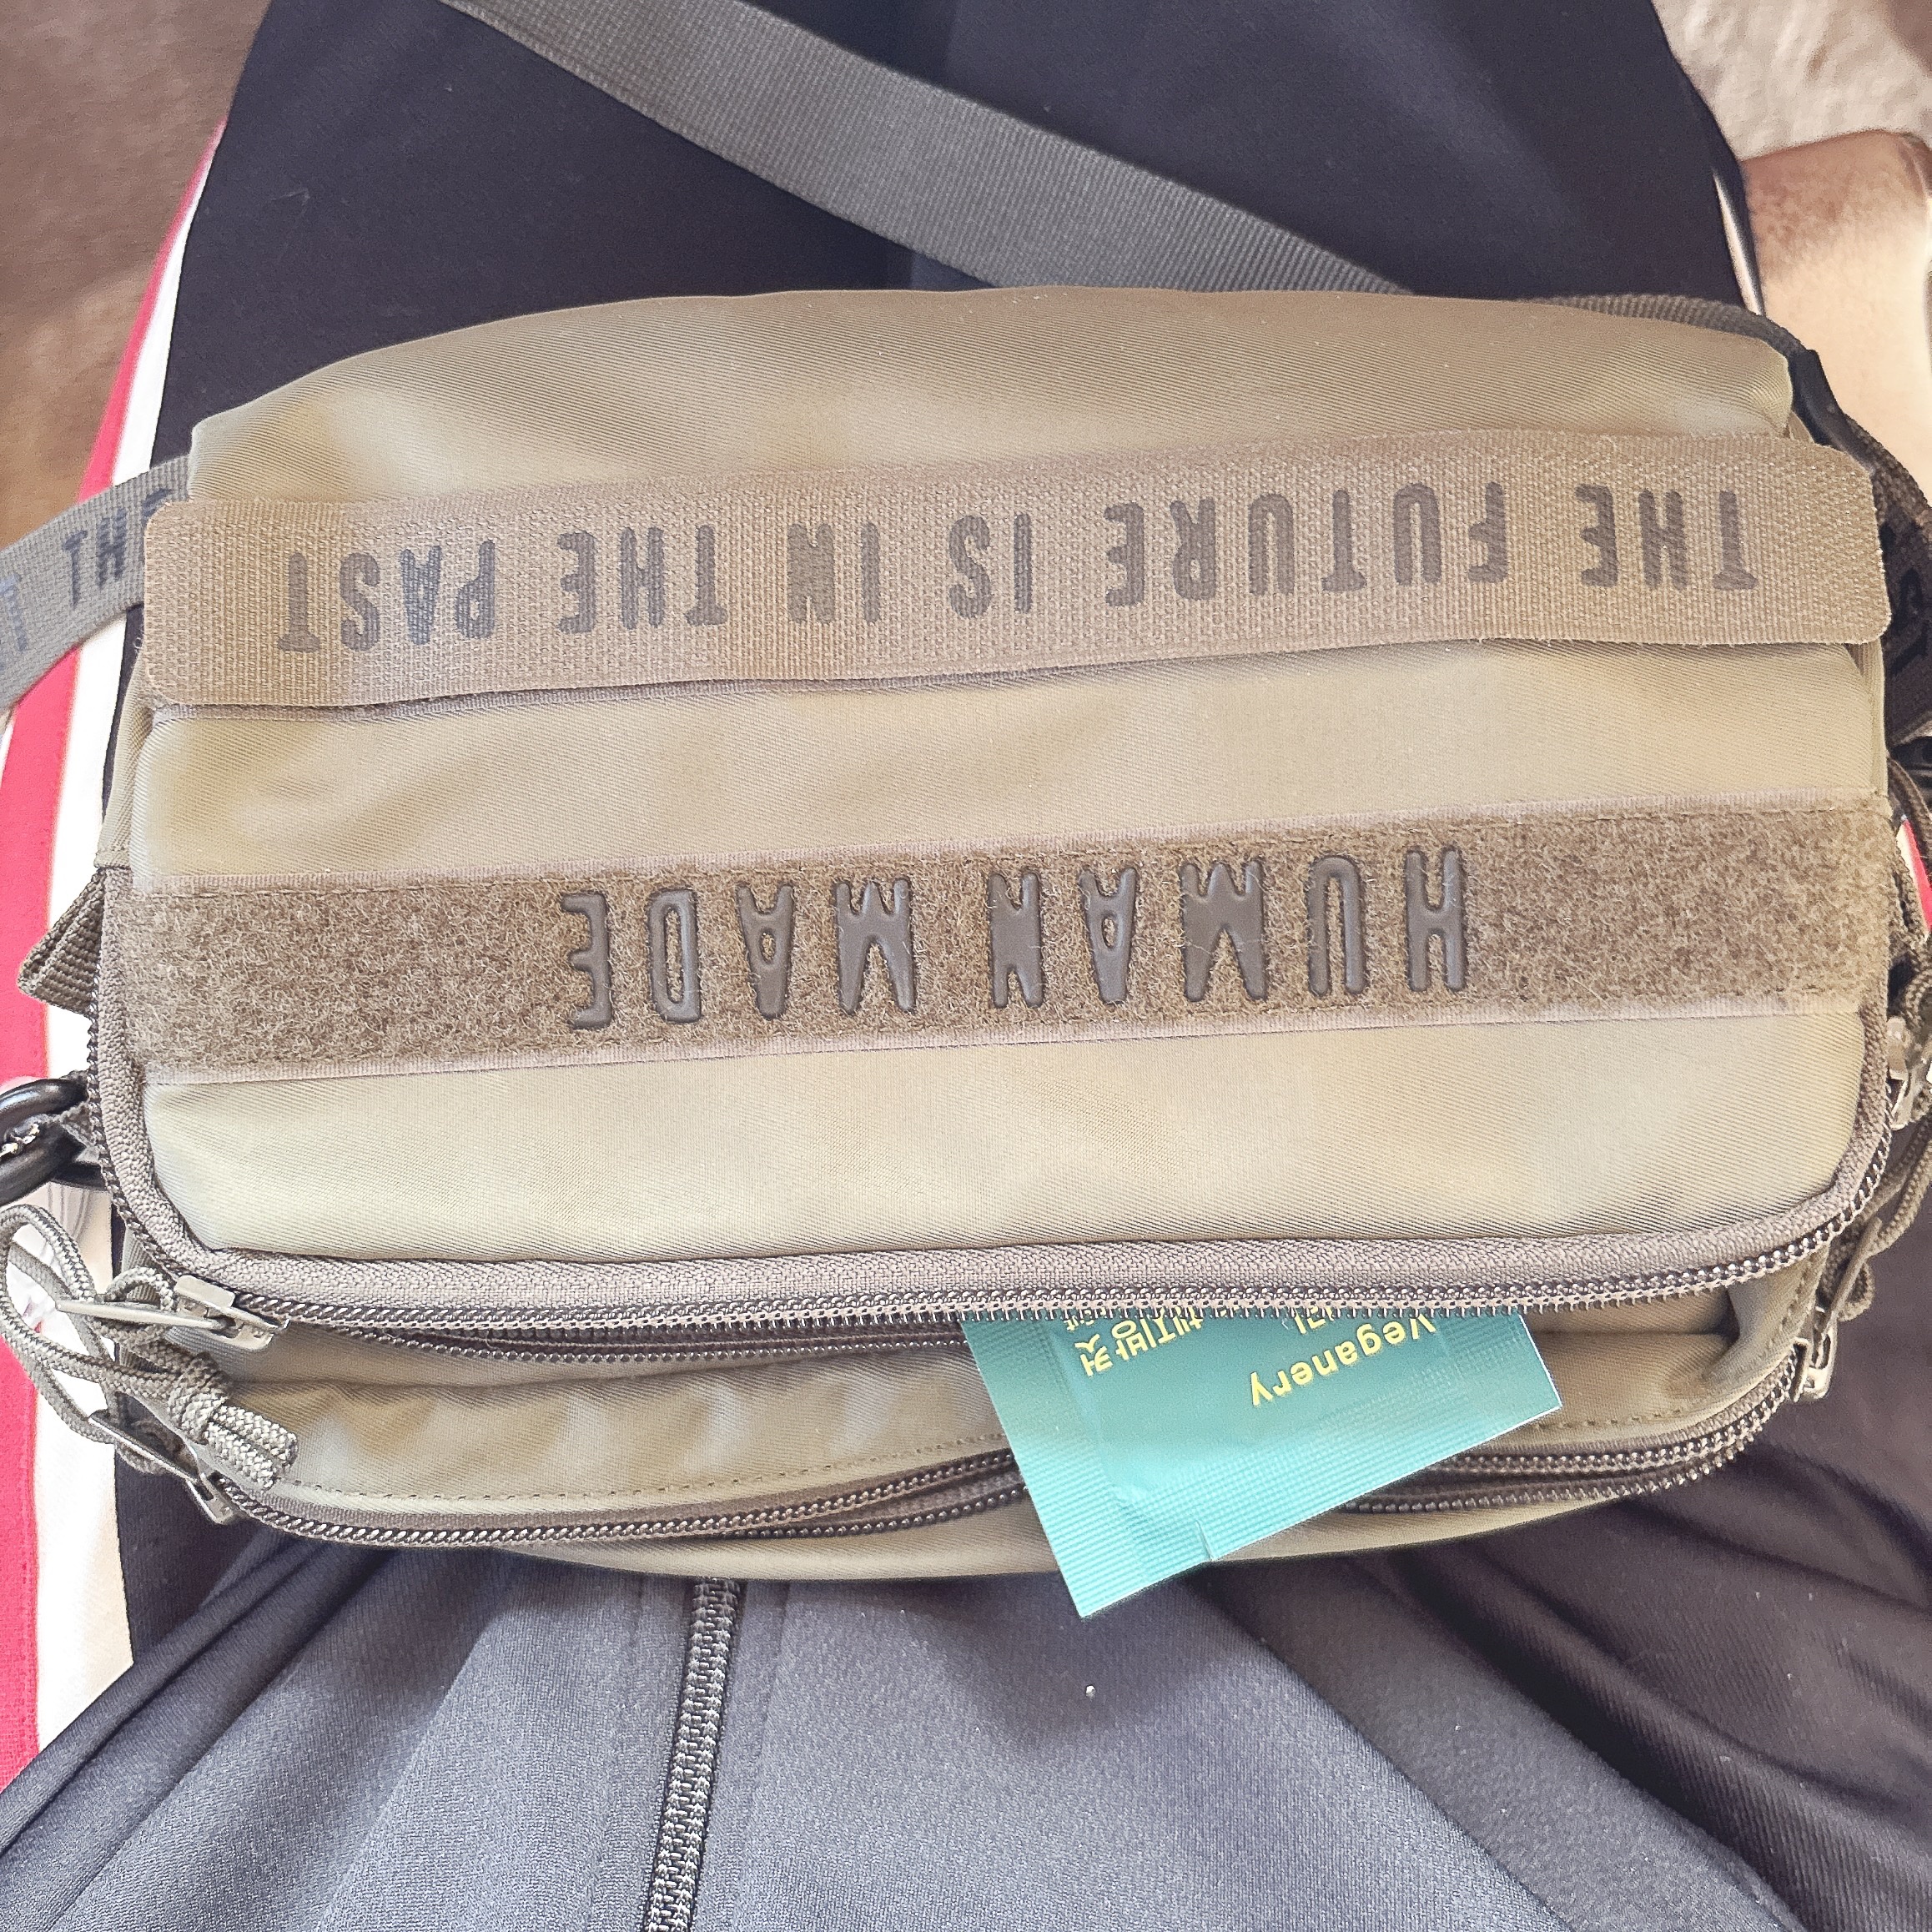 Veganery
HUMAN MADE
THE FUTURE IS IN THE PAST